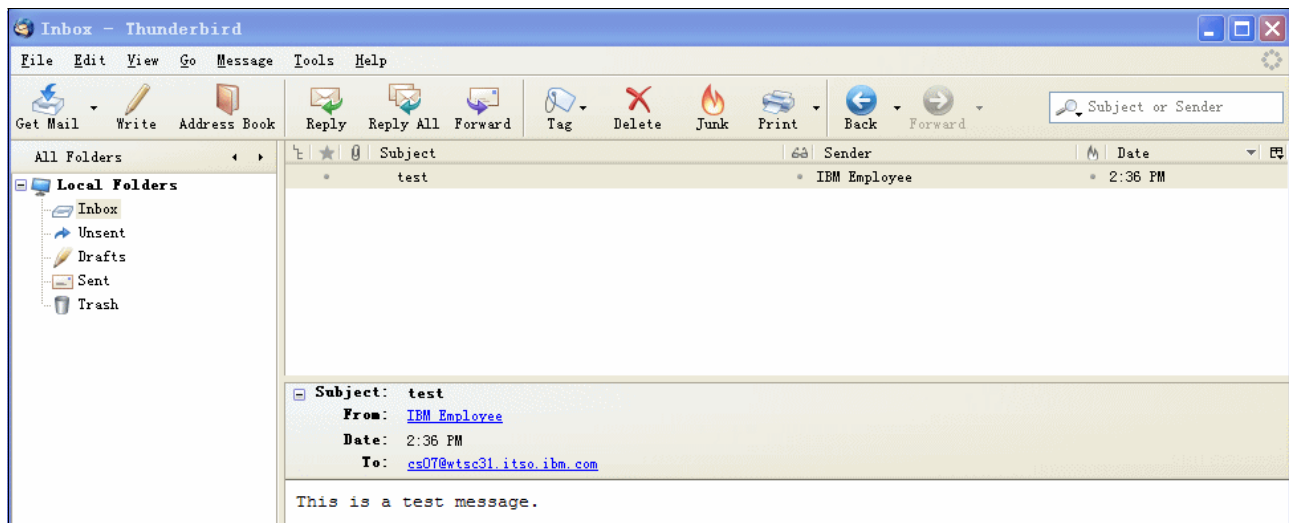 Inbox - Thunderbird
File Edit View Go Message Tools Help
Get Mail Write Address Book Reply Reply All Forward Tag Delete Junk Print Back Forward Subject or Sender
All Folders Subject Sender Date
test IBM Employee 2:36 PM
Local Folders
Inbox
Unsent
Drafts
Sent
Trash
Subject: test
From: IBM Employee
Date: 2:36 PM
To: cs07@wtsc31.itso.ibm.com
This is a test message.